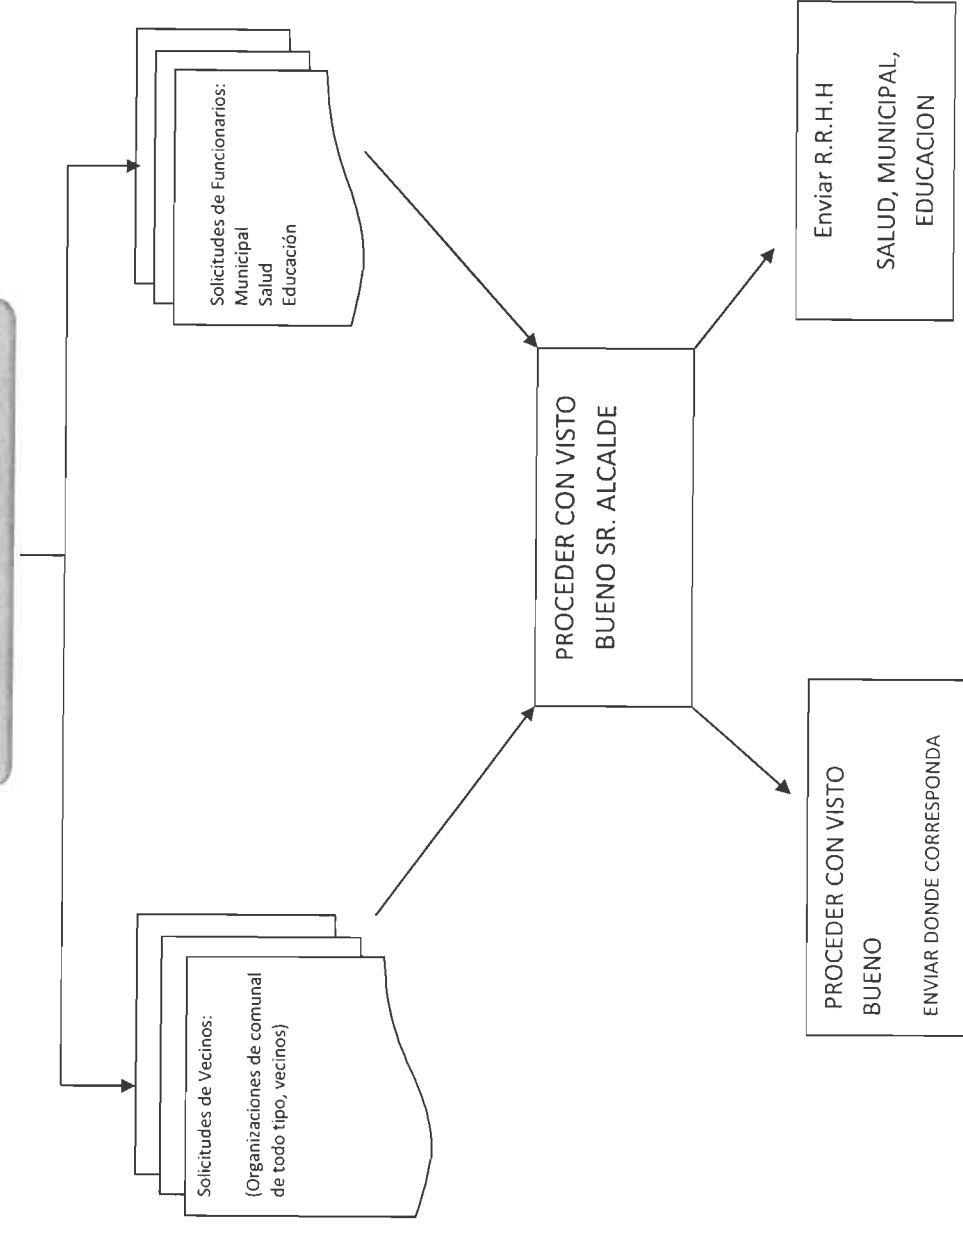 Solicitudes de Vecinos:
(Organizaciones de comunal
de todo tipo, vecinos)
Solicitudes de Funcionarios:
Municipal
Salud
Educación
PROCEDER CON VISTO
BUENO SR. ALCALDE
PROCEDER CON VISTO
BUENO
ENVIAR DONDE CORRESPONDA
Enviar R.R.H.H
SALUD, MUNICIPAL,
EDUCACION